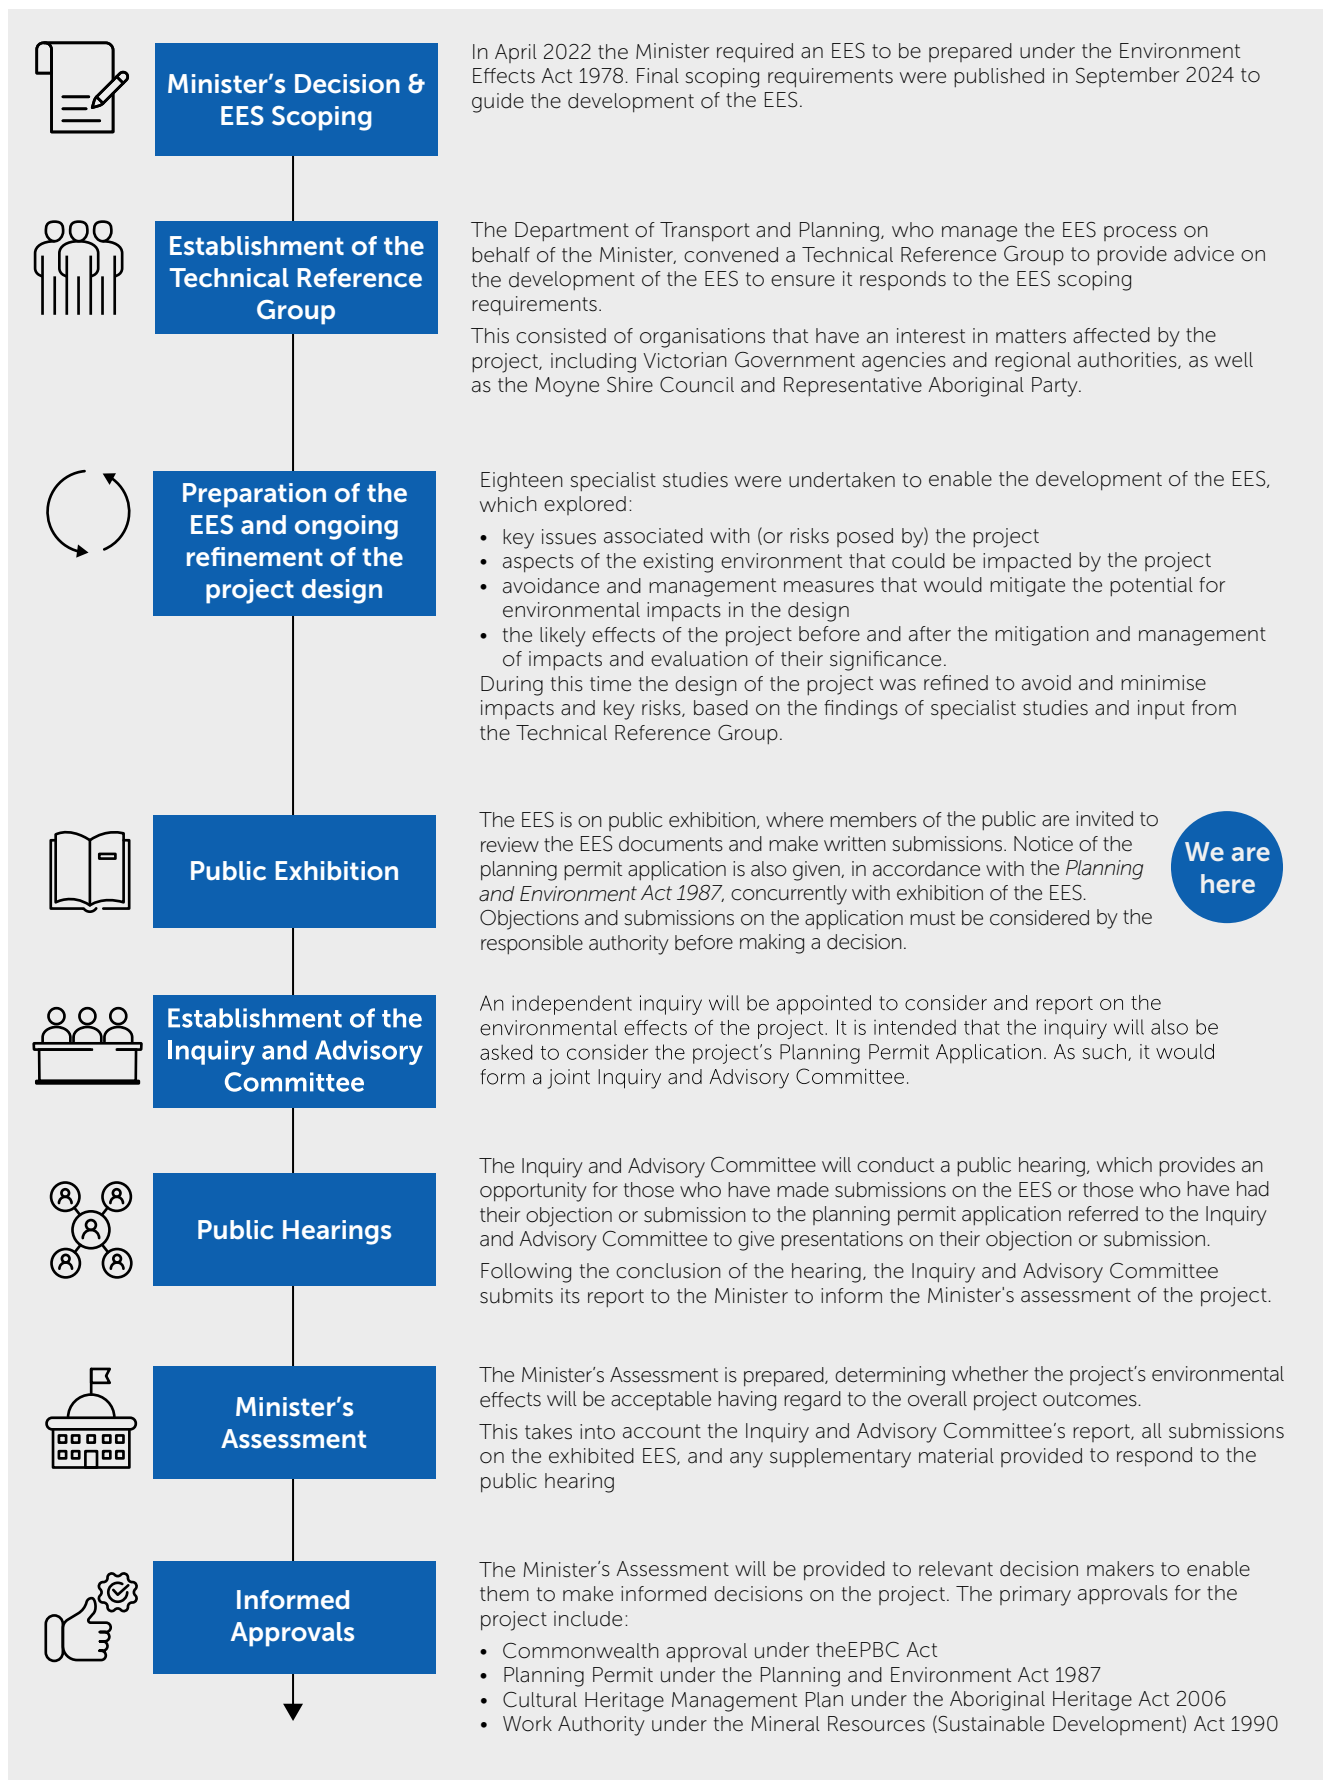 Minister's Decision &
EES Scoping
In April 2022 the Minister required an EES to be prepared under the Environment
Effects Act 1978. Final scoping requirements were published in September 2024 to
guide the development of the EES.
Establishment of the
Technical Reference
Group
The Department of Transport and Planning, who manage the EES process on
behalf of the Minister, convened a Technical Reference Group to provide advice on
the development of the EES to ensure it responds to the EES scoping
requirements.
This consisted of organisations that have an interest in matters affected by the
project, including Victorian Government agencies and regional authorities, as well
as the Moyne Shire Council and Representative Aboriginal Party.
Preparation of the
EES and ongoing
refinement of the
project design
Eighteen specialist studies were undertaken to enable the development of the EES,
which explored:
• key issues associated with (or risks posed by) the project
• aspects of the existing environment that could be impacted by the project
• avoidance and management measures that would mitigate the potential for
environmental impacts in the design
• the likely effects of the project before and after the mitigation and management
of impacts and evaluation of their significance.
During this time the design of the project was refined to avoid and minimise
impacts and key risks, based on the findings of specialist studies and input from
the Technical Reference Group.
Public Exhibition
The EES is on public exhibition, where members of the public are invited to
review the EES documents and make written submissions. Notice of the
planning permit application is also given, in accordance with the Planning
and Environment Act 1987, concurrently with exhibition of the EES.
Objections and submissions on the application must be considered by the
responsible authority before making a decision.
We are
here
Establishment of the
Inquiry and Advisory
Committee
An independent inquiry will be appointed to consider and report on the
environmental effects of the project. It is intended that the inquiry will also be
asked to consider the project's Planning Permit Application. As such, it would
form a joint Inquiry and Advisory Committee.
Public Hearings
The Inquiry and Advisory Committee will conduct a public hearing, which provides an
opportunity for those who have made submissions on the EES or those who have had
their objection or submission to the planning permit application referred to the Inquiry
and Advisory Committee to give presentations on their objection or submission.
Following the conclusion of the hearing, the Inquiry and Advisory Committee
submits its report to the Minister to inform the Minister's assessment of the project.
Minister's
Assessment
The Minister's Assessment is prepared, determining whether the project's environmental
effects will be acceptable having regard to the overall project outcomes.
This takes into account the Inquiry and Advisory Committee's report, all submissions
on the exhibited EES, and any supplementary material provided to respond to the
public hearing
Informed
Approvals
The Minister's Assessment will be provided to relevant decision makers to enable
them to make informed decisions on the project. The primary approvals for the
project include:
• Commonwealth approval under theEPBC Act
• Planning Permit under the Planning and Environment Act 1987
• Cultural Heritage Management Plan under the Aboriginal Heritage Act 2006
• Work Authority under the Mineral Resources (Sustainable Development) Act 1990